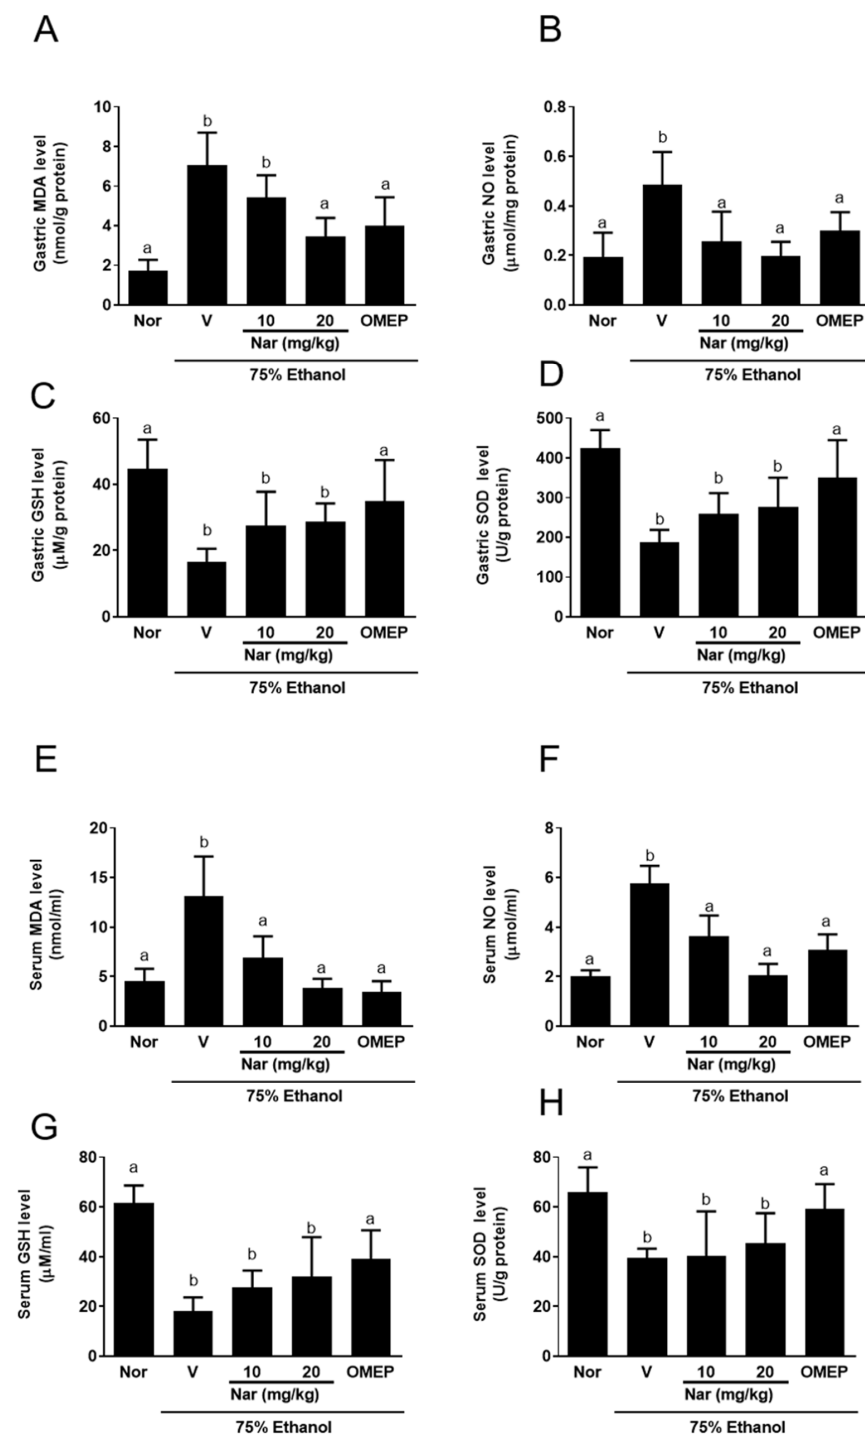 A
Gastric MDA level
(nmol/g protein)
10
8
6
4
2
0
a
b
b
a
a
Nor V 10 20 OMEP
Nar (mg/kg)
75% Ethanol
B
Gastric NO level
(μmol/mg protein)
0.8
0.6
0.4
0.2
0.0
a
b
a
a
a
Nor V 10 20 OMEP
Nar (mg/kg)
75% Ethanol
C
Gastric GSH level
(μM/g protein)
60
40
20
0
a
b
b
b
a
Nor V 10 20 OMEP
Nar (mg/kg)
75% Ethanol
D
Gastric SOD level
(U/g protein)
500
400
300
200
100
0
a
b
b
b
a
Nor V 10 20 OMEP
Nar (mg/kg)
75% Ethanol
E
Serum MDA level
(nmol/ml)
20
15
10
5
0
a
b
a
a
a
Nor V 10 20 OMEP
Nar (mg/kg)
75% Ethanol
F
Serum NO level
(μmol/ml)
8
6
4
2
0
a
b
a
a
a
Nor V 10 20 OMEP
Nar (mg/kg)
75% Ethanol
G
Serum GSH level
(μM/ml)
80
60
40
20
0
a
b
b
b
a
Nor V 10 20 OMEP
Nar (mg/kg)
75% Ethanol
H
Serum SOD level
(U/g protein)
80
60
40
20
0
a
b
b
b
a
Nor V 10 20 OMEP
Nar (mg/kg)
75% Ethanol